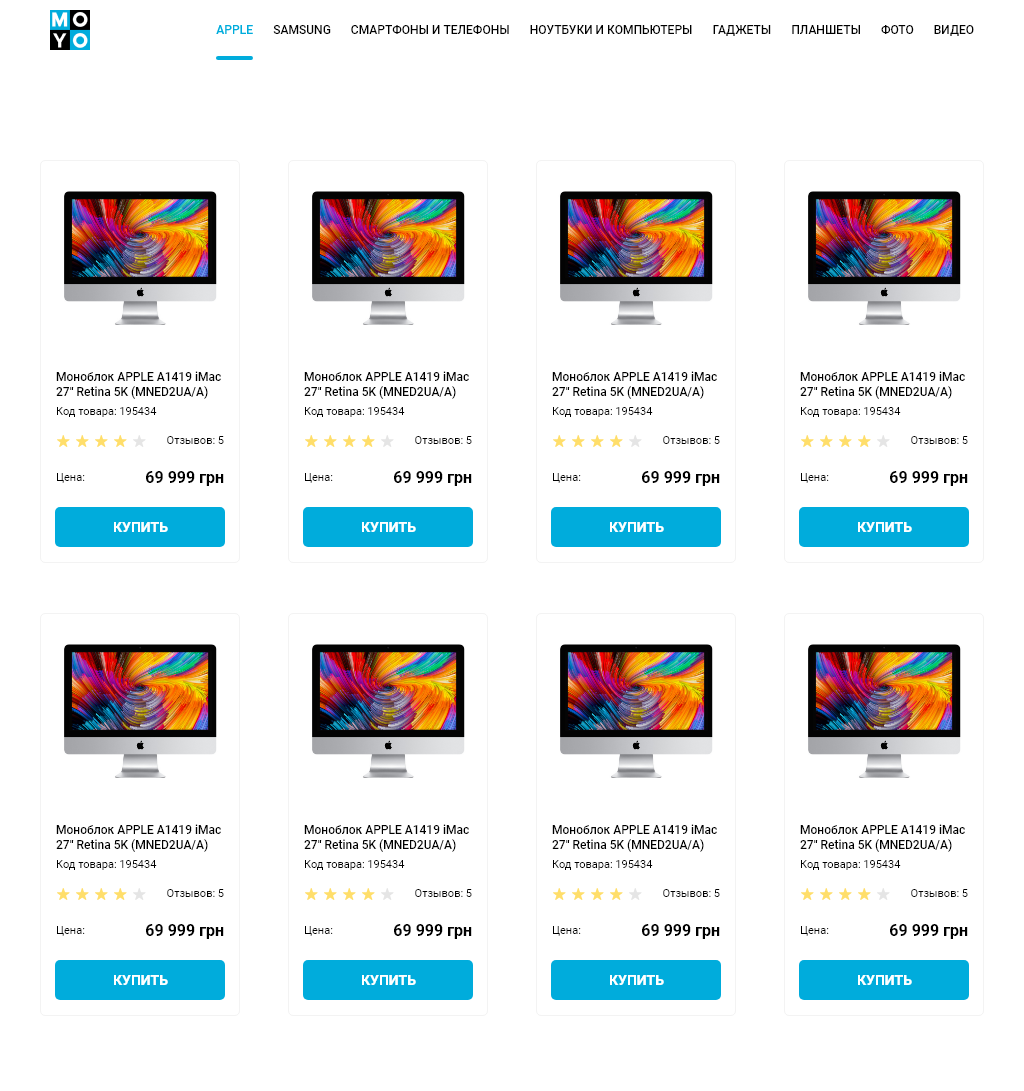 MO
YO
APPLE SAMSUNG СМАРТФОНЫ И ТЕЛЕФОНЫ НОУТБУКИ И КОМПЬЮТЕРЫ ГАДЖЕТЫ ПЛАНШЕТЫ ФОТО ВИДЕО
Моноблок APPLE A1419 iMac
27" Retina 5K (MNED2UA/A)
Код товара: 195434
Отзывов: 5
Цена: 69 999 грн
КУПИТЬ
Моноблок APPLE A1419 iMac
27" Retina 5K (MNED2UA/A)
Код товара: 195434
Отзывов: 5
Цена: 69 999 грн
КУПИТЬ
Моноблок APPLE A1419 iMac
27" Retina 5K (MNED2UA/A)
Код товара: 195434
Отзывов: 5
Цена: 69 999 грн
КУПИТЬ
Моноблок APPLE A1419 iMac
27" Retina 5K (MNED2UA/A)
Код товара: 195434
Отзывов: 5
Цена: 69 999 грн
КУПИТЬ
Моноблок APPLE A1419 iMac
27" Retina 5K (MNED2UA/A)
Код товара: 195434
Отзывов: 5
Цена: 69 999 грн
КУПИТЬ
Моноблок APPLE A1419 iMac
27" Retina 5K (MNED2UA/A)
Код товара: 195434
Отзывов: 5
Цена: 69 999 грн
КУПИТЬ
Моноблок APPLE A1419 iMac
27" Retina 5K (MNED2UA/A)
Код товара: 195434
Отзывов: 5
Цена: 69 999 грн
КУПИТЬ
Моноблок APPLE A1419 iMac
27" Retina 5K (MNED2UA/A)
Код товара: 195434
Отзывов: 5
Цена: 69 999 грн
КУПИТЬ